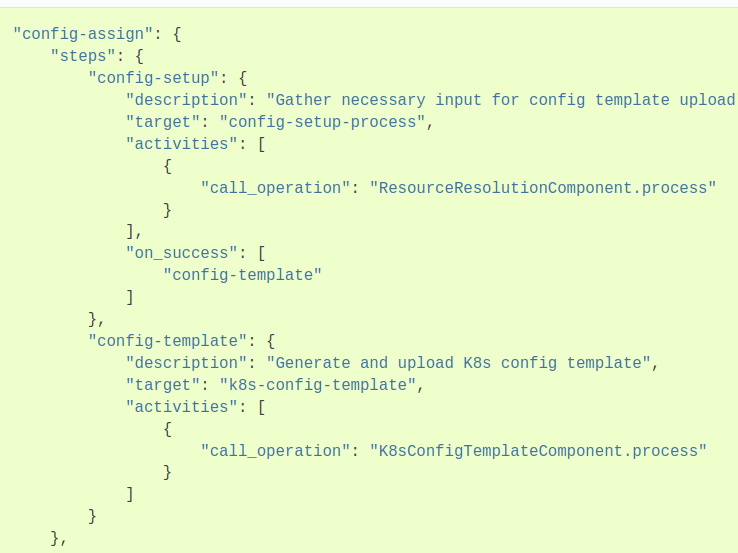 "config-assign": {
    "steps": {
        "config-setup": {
            "description": "Gather necessary input for config template upload
            "target": "config-setup-process",
            "activities": [
                {
                    "call_operation": "ResourceResolutionComponent.process"
                }
            ],
            "on_success": [
                "config-template"
            ]
        },
        "config-template": {
            "description": "Generate and upload K8s config template",
            "target": "k8s-config-template",
            "activities": [
                {
                    "call_operation": "K8sConfigTemplateComponent.process"
                }
            ]
        }
    },